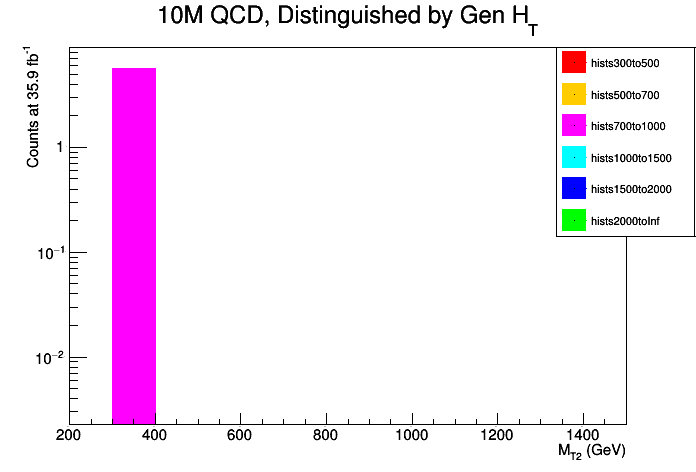 10M QCD, Distinguished by Gen H_T
Counts at 35.9 fb⁻¹
hists300to500
hists500to700
hists700to1000
hists1000to1500
hists1500to2000
hists2000toInf
1
10⁻¹
10⁻²
200 400 600 800 1000 1200 1400
M_T2 (GeV)